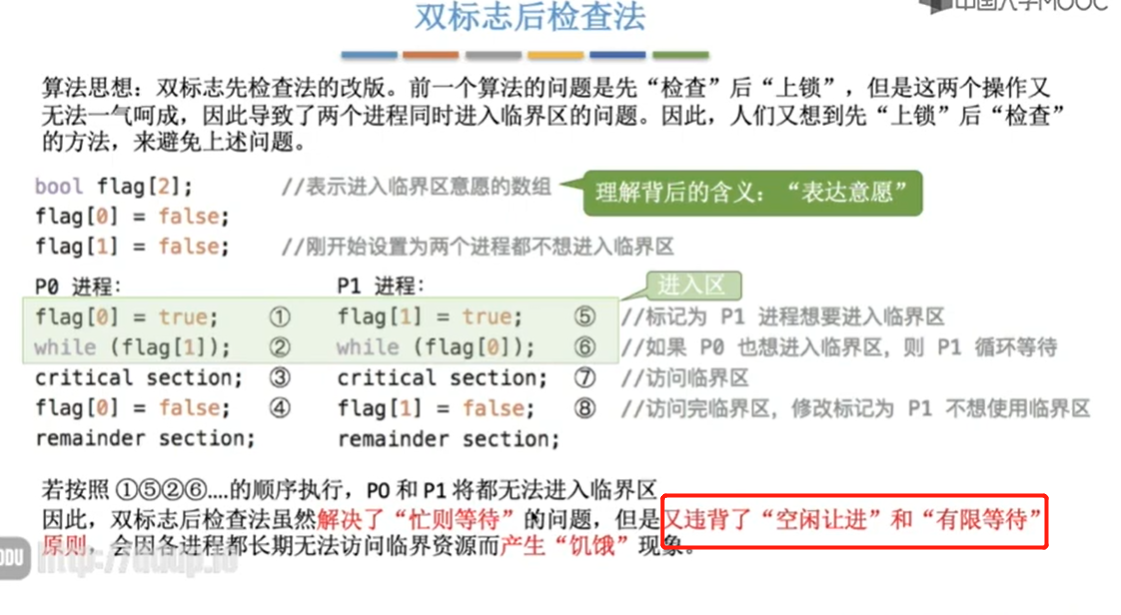 双标志后检查法
中国大学MOOC
算法思想：双标志先检查法的改版。前一个算法的问题是先“检查”后“上锁”，但是这两个操作又
无法一气呵成，因此导致了两个进程同时进入临界区的问题。因此，人们又想到先“上锁”后“检查”
的方法，来避免上述问题。
bool flag[2]; //表示进入临界区意愿的数组
理解背后的含义：“表达意愿”
flag[0] = false;
flag[1] = false; //刚开始设置为两个进程都不想进入临界区
P0 进程： P1 进程： 进入区
flag[0] = true; ① flag[1] = true; ⑤ //标记为 P1 进程想要进入临界区
while (flag[1]); ② while (flag[0]); ⑥ //如果 P0 也想进入临界区，则 P1 循环等待
critical section; ③ critical section; ⑦ //访问临界区
flag[0] = false; ④ flag[1] = false; ⑧ //访问完临界区，修改标记为 P1 不想使用临界区
remainder section; remainder section;
若按照 ①⑤②⑥....的顺序执行，P0 和 P1 将都无法进入临界区
因此，双标志后检查法虽然解决了“忙则等待”的问题，但是又违背了“空闲让进”和“有限等待”
原则，会因各进程都长期无法访问临界资源而产生“饥饿”现象。